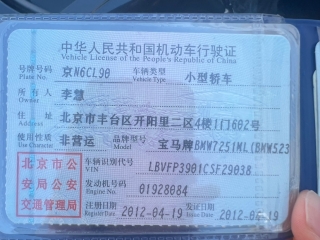 中华人民共和国机动车行驶证
Vehicle License of the People's Republic of China
号牌号码 京N6CL90 车辆类型 小型轿车
Plate No. Vehicle Type
所有人 李慧
Owner
住址 北京市丰台区开阳里二区4楼1门602号
Address
使用性质 非营运 品牌型号 宝马牌BMW7251ML(BMW523
Use Character Model
北京市公 车辆识别代号 LBVFP3901CSF29038
VIN
安局公安 发动机号码 01928084
Engine No.
交通管理局 注册日期 2012-04-19 发证日期 2012-04-19
Register Date Issue Date